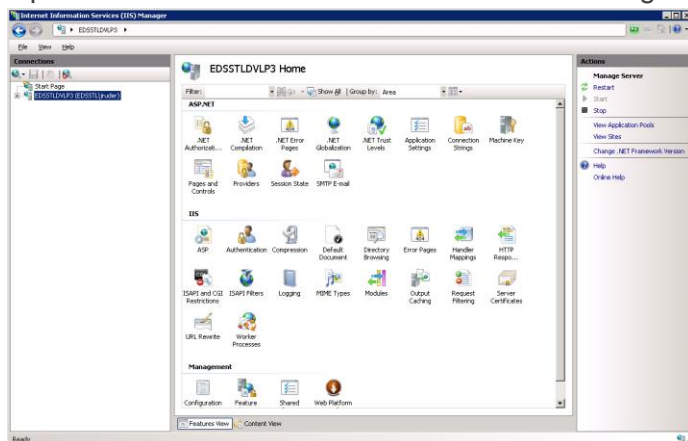 Internet Information Services (IIS) Manager
EDSSTLDVLP3
File View Help
Connections
Start Page
EDSSTLDVLP3 (EDSSTL\jruder)
EDSSTLDVLP3 Home
Filter: Go Show All Group by: Area
ASP.NET
.NET Authorizati...
.NET Compilation
.NET Error Pages
.NET Globalization
.NET Trust Levels
Application Settings
Connection Strings
Machine Key
Pages and Controls
Providers
Session State
SMTP E-mail
IIS
ASP
Authentication
Compression
Default Document
Directory Browsing
Error Pages
Handler Mappings
HTTP Respo...
ISAPI and CGI Restrictions
ISAPI Filters
Logging
MIME Types
Modules
Output Caching
Request Filtering
Server Certificates
URL Rewrite
Worker Processes
Management
Configuration
Feature
Shared
Web Platform
Features View
Content View
Actions
Manage Server
Restart
Start
Stop
View Application Pools
View Sites
Change .NET Framework Version
Help
Online Help
Ready